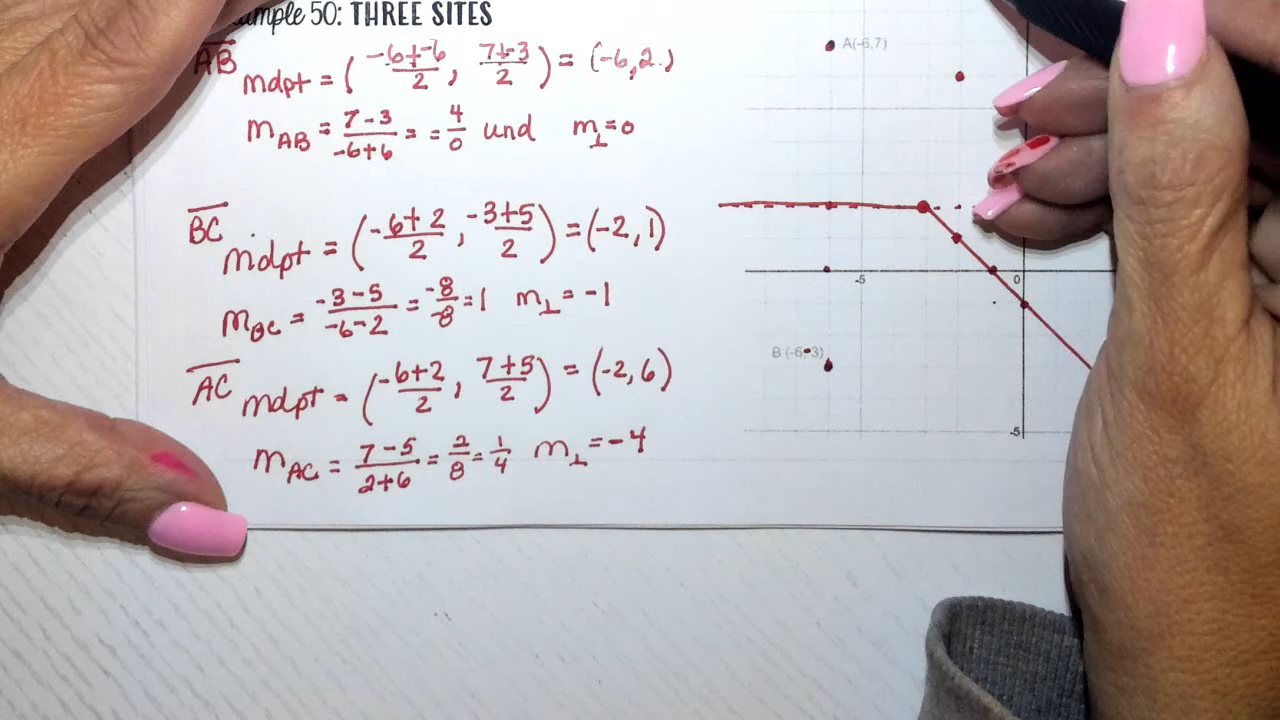 ample 50: THREE SITES
AB mdpt = (-6+-6/2, 7+-3/2) = (-6,2)
m_AB = 7-3/-6+6 = = 4/0 und m⊥=0
BC mdpt = (-6+2/2, -3+5/2) = (-2,1)
m_BC = -3-5/-6-2 = -8/-8 = 1 m⊥ = -1
AC mdpt = (-6+2/2, 7+5/2) = (-2,6)
m_AC = 7-5/2+6 = 2/8 = 1/4 m⊥ = -4
A(-6,7)
-5 0
B (-6-3)
-5